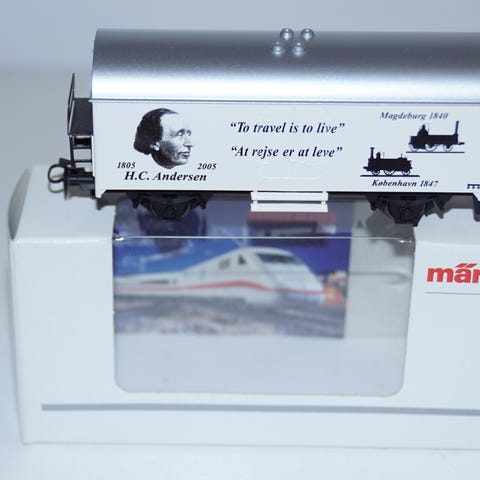 Magdeburg 1840
"To travel is to live"
"At rejse er at leve"
1805 2005
H.C. Andersen
København 1847
mär